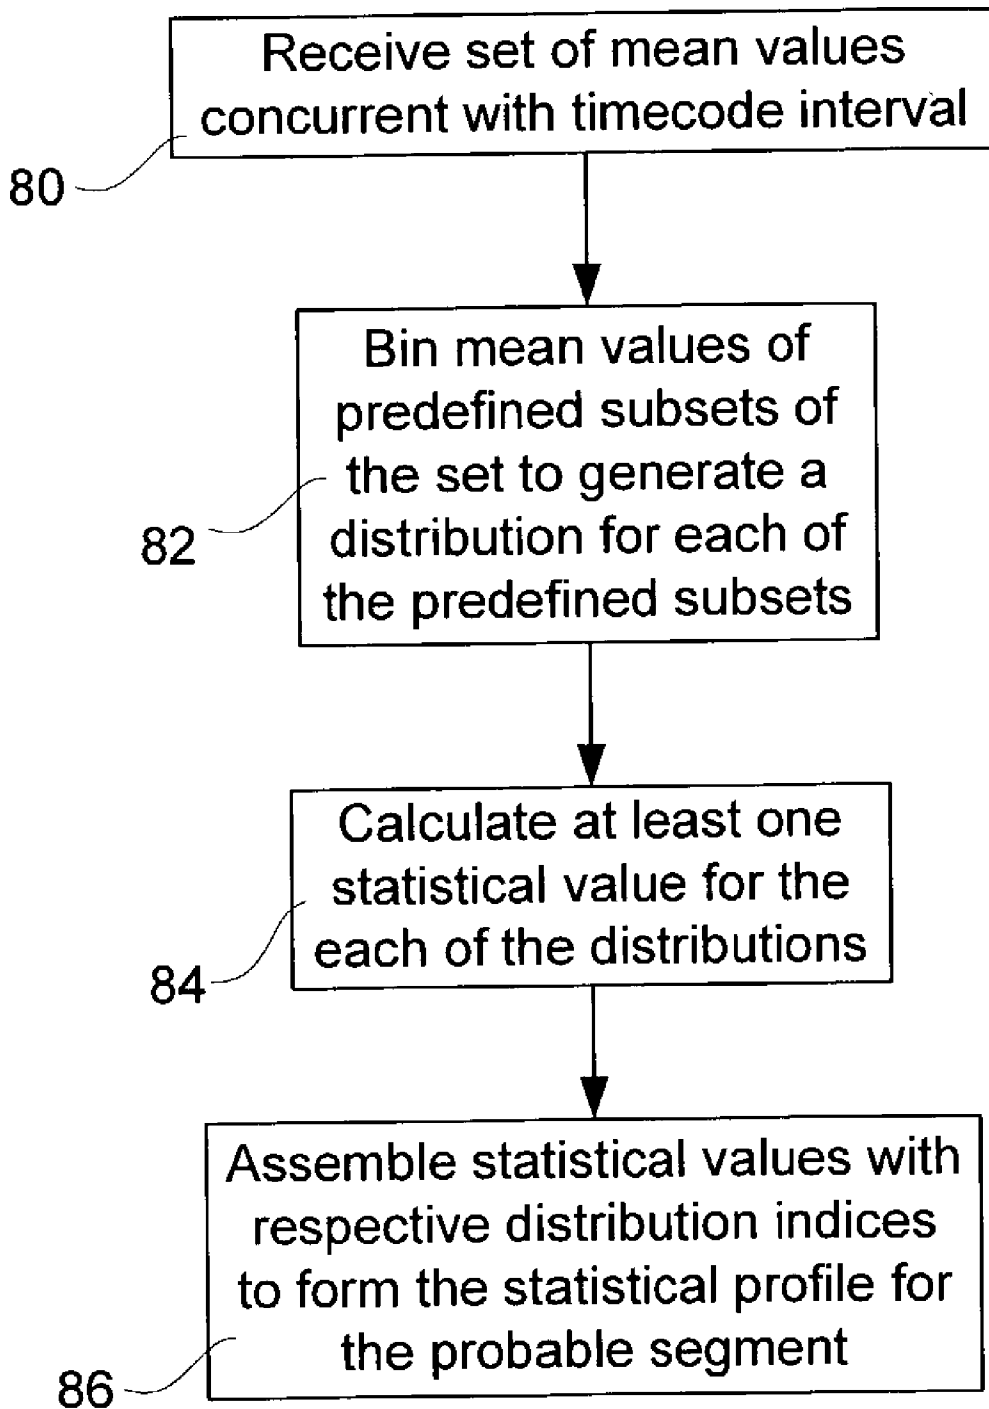 Receive set of mean values
concurrent with timecode interval
80
Bin mean values of
predefined subsets of
the set to generate a
distribution for each of
the predefined subsets
82
Calculate at least one
statistical value for the
each of the distributions
84
Assemble statistical values with
respective distribution indices
to form the statistical profile for
the probable segment
86